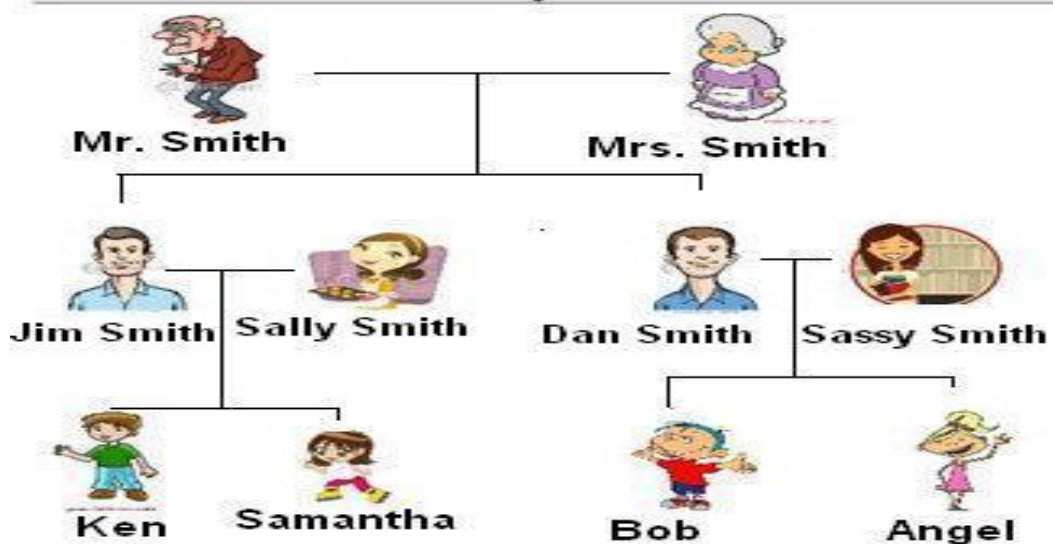 Mr. Smith
Mrs. Smith
Jim Smith
Sally Smith
Dan Smith
Sassy Smith
Ken
Samantha
Bob
Angel